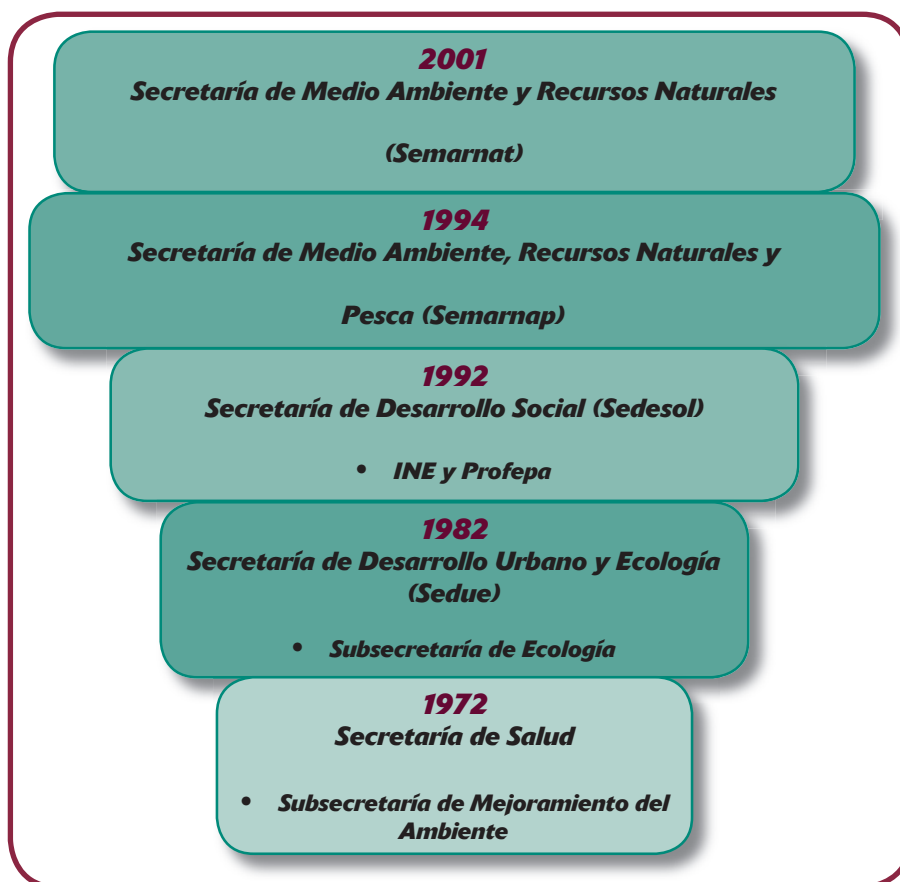 2001
Secretaría de Medio Ambiente y Recursos Naturales
(Semarnat)
1994
Secretaría de Medio Ambiente, Recursos Naturales y
Pesca (Semarnap)
1992
Secretaría de Desarrollo Social (Sedesol)
• INE y Profepa
1982
Secretaría de Desarrollo Urbano y Ecología
(Sedue)
• Subsecretaría de Ecología
1972
Secretaría de Salud
• Subsecretaría de Mejoramiento del
Ambiente